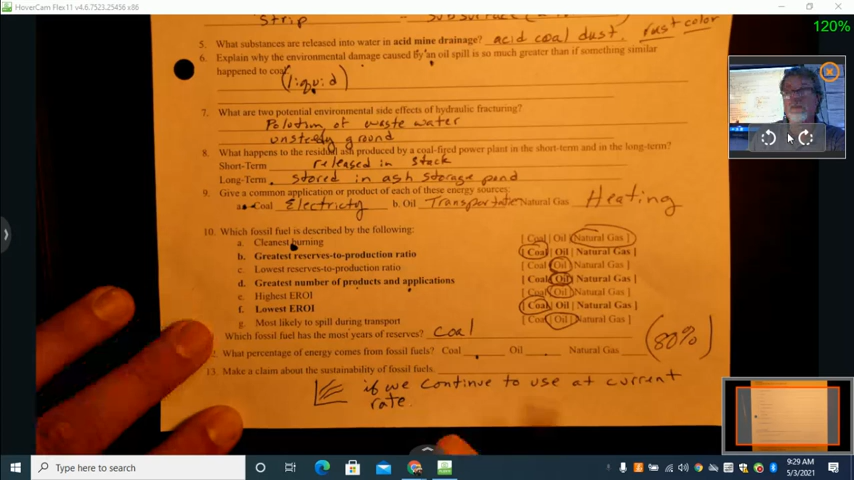 HoverCam Flex11 v4.6.7523.25456 x86
120%
Strip
5. What substances are released into water in acid mine drainage? acid coal dust. rust color
6. Explain why the environmental damage caused by an oil spill is so much greater than if something similar
happened to coal?
(liquid)
7. What are two potential environmental side effects of hydraulic fracturing?
Polution of waste water
unsteady ground
8. What happens to the residual ash produced by a coal-fired power plant in the short-term and in the long-term?
Short-Term released in stack
Long-Term stored in ash storage pond
9. Give a common application or product of each of these energy sources:
a. Coal Electricty b. Oil Transportation Natural Gas Heating
10. Which fossil fuel is described by the following:
a. Cleanest burning [ Coal | Oil | Natural Gas ]
b. Greatest reserves-to-production ratio [ Coal | Oil | Natural Gas ]
c. Lowest reserves-to-production ratio [ Coal | Oil | Natural Gas ]
d. Greatest number of products and applications [ Coal | Oil | Natural Gas ]
e. Highest EROI [ Coal | Oil | Natural Gas ]
f. Lowest EROI [ Coal | Oil | Natural Gas ]
g. Most likely to spill during transport [ Coal | Oil | Natural Gas ]
Which fossil fuel has the most years of reserves? coal
2. What percentage of energy comes from fossil fuels? Coal Oil Natural Gas (80%)
13. Make a claim about the sustainability of fossil fuels.
if we continue to use at current
rate.
Type here to search
9:29 AM
5/3/2021